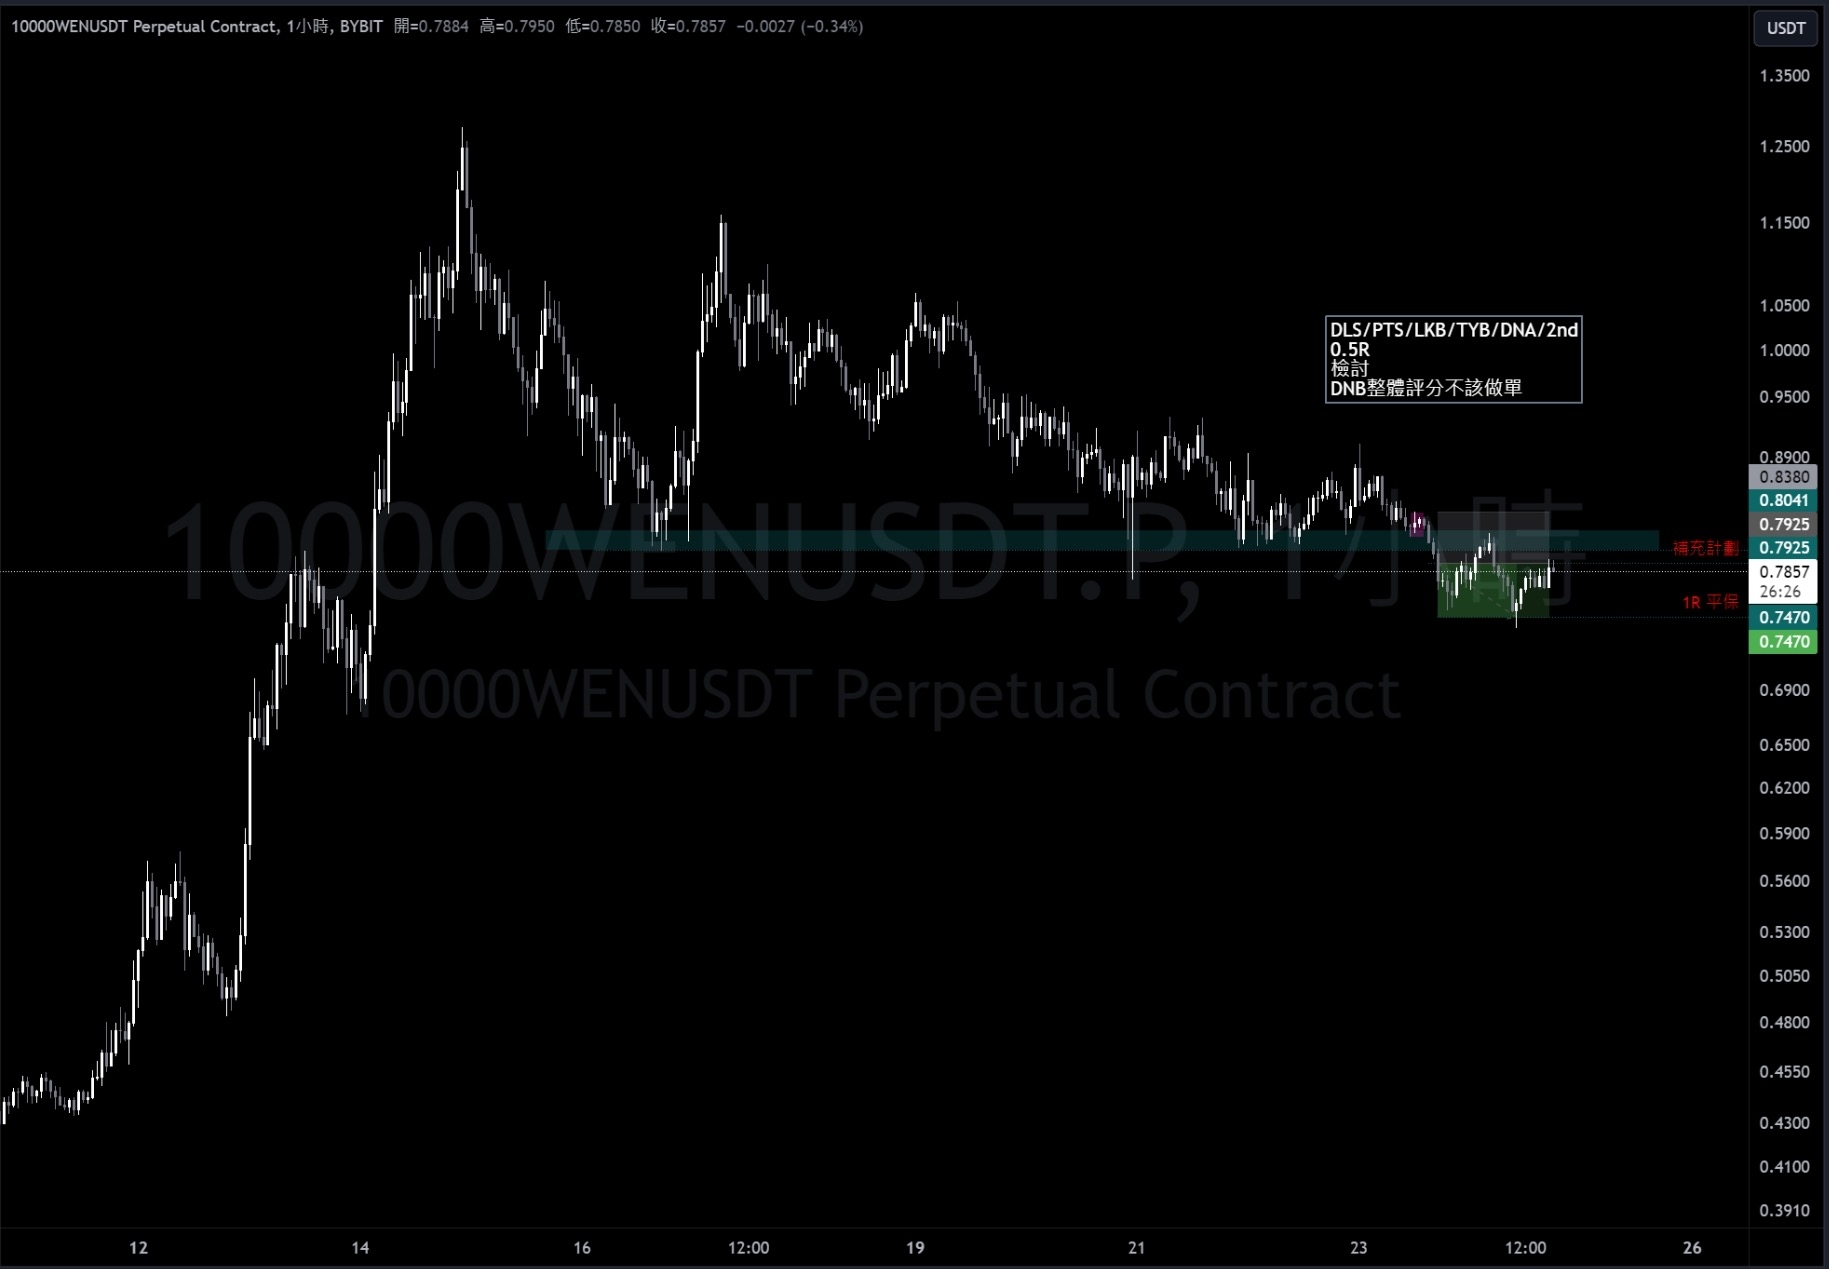 10000WENUSDT Perpetual Contract, 1小時, BYBIT 開=0.7884 高=0.7950 低=0.7850 收=0.7857 −0.0027 (−0.34%)
USDT
1.3500
1.2500
1.1500
1.0500
1.0000
0.9500
0.8900
0.8380
0.8041
0.7925
0.7925
0.7857
26:26
0.7470
0.7470
0.6900
0.6500
0.6200
0.5900
0.5600
0.5300
0.5050
0.4800
0.4550
0.4300
0.4100
0.3910
DLS/PTS/LKB/TYB/DNA/2nd
0.5R
檢討
DNB整體評分不該做單
補充計劃
1R 平保
10000WENUSDT.P, 1小時
10000WENUSDT Perpetual Contract
12 14 16 12:00 19 21 23 12:00 26